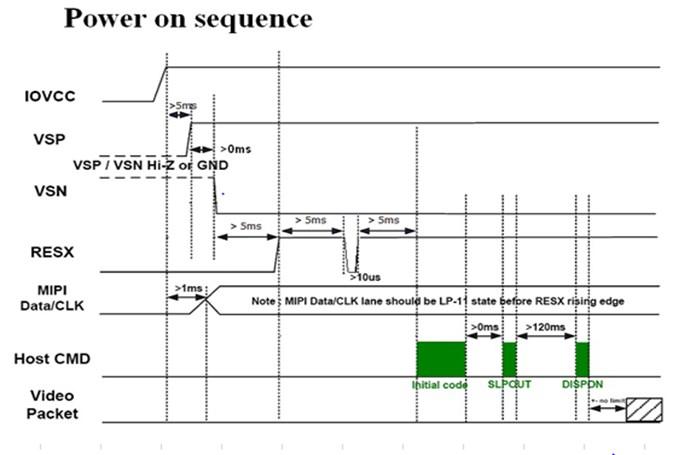 Power on sequence
IOVCC
>5ms
VSP
>0ms
VSP / VSN Hi-Z or GND
VSN
> 5ms
> 5ms
> 5ms
RESX
>10us
MIPI
Data/CLK
>1ms
Note : MIPI Data/CLK lane should be LP-11 state before RESX rising edge
>0ms
>120ms
Host CMD
Initial code
SLPOUT
DISPON
Video
Packet
no limit